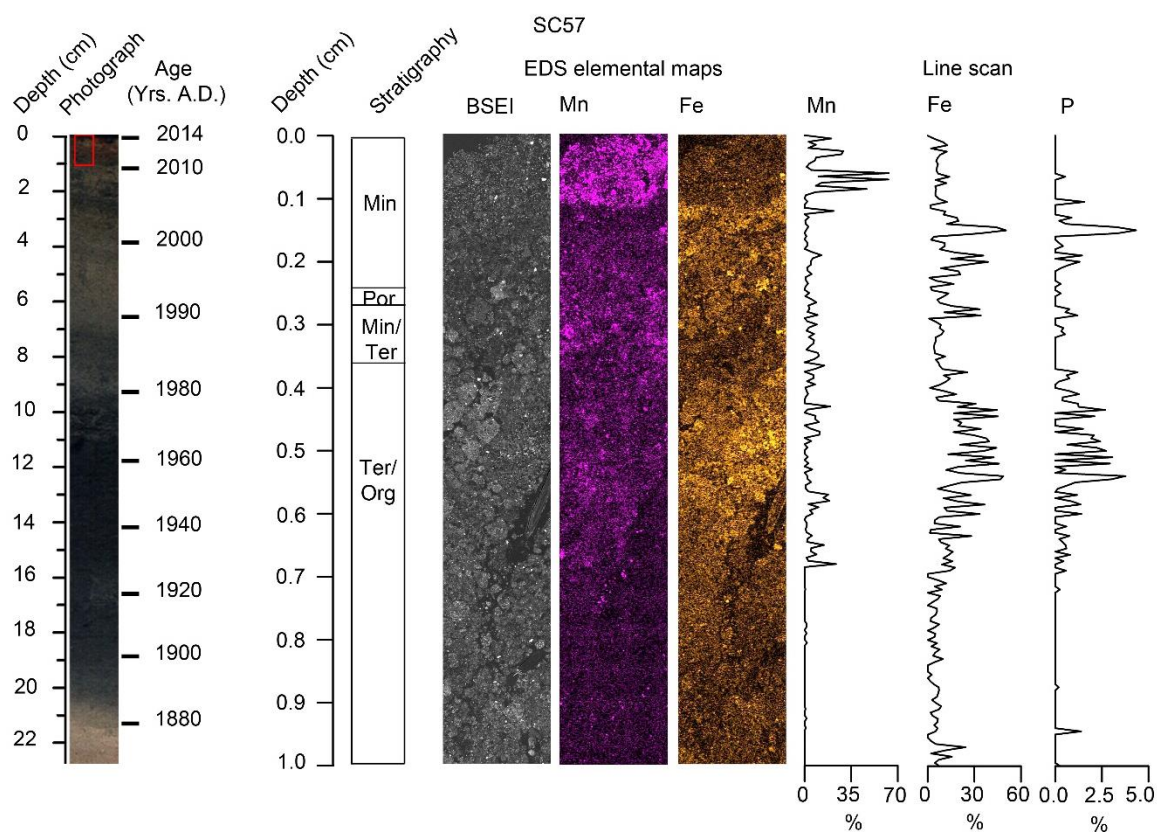 SC57
Depth (cm)
Photograph
Age
(Yrs. A.D.)
Depth (cm)
Stratigraphy
EDS elemental maps
Line scan
BSEI
Mn
Fe
Mn
Fe
P
0
2
4
6
8
10
12
14
16
18
20
22
2014
2010
2000
1990
1980
1960
1940
1920
1900
1880
0.0
0.1
0.2
0.3
0.4
0.5
0.6
0.7
0.8
0.9
1.0
Min
Por
Min/
Ter
Ter/
Org
0 35 70
%
0 30 60
%
0.0 2.5 5.0
%